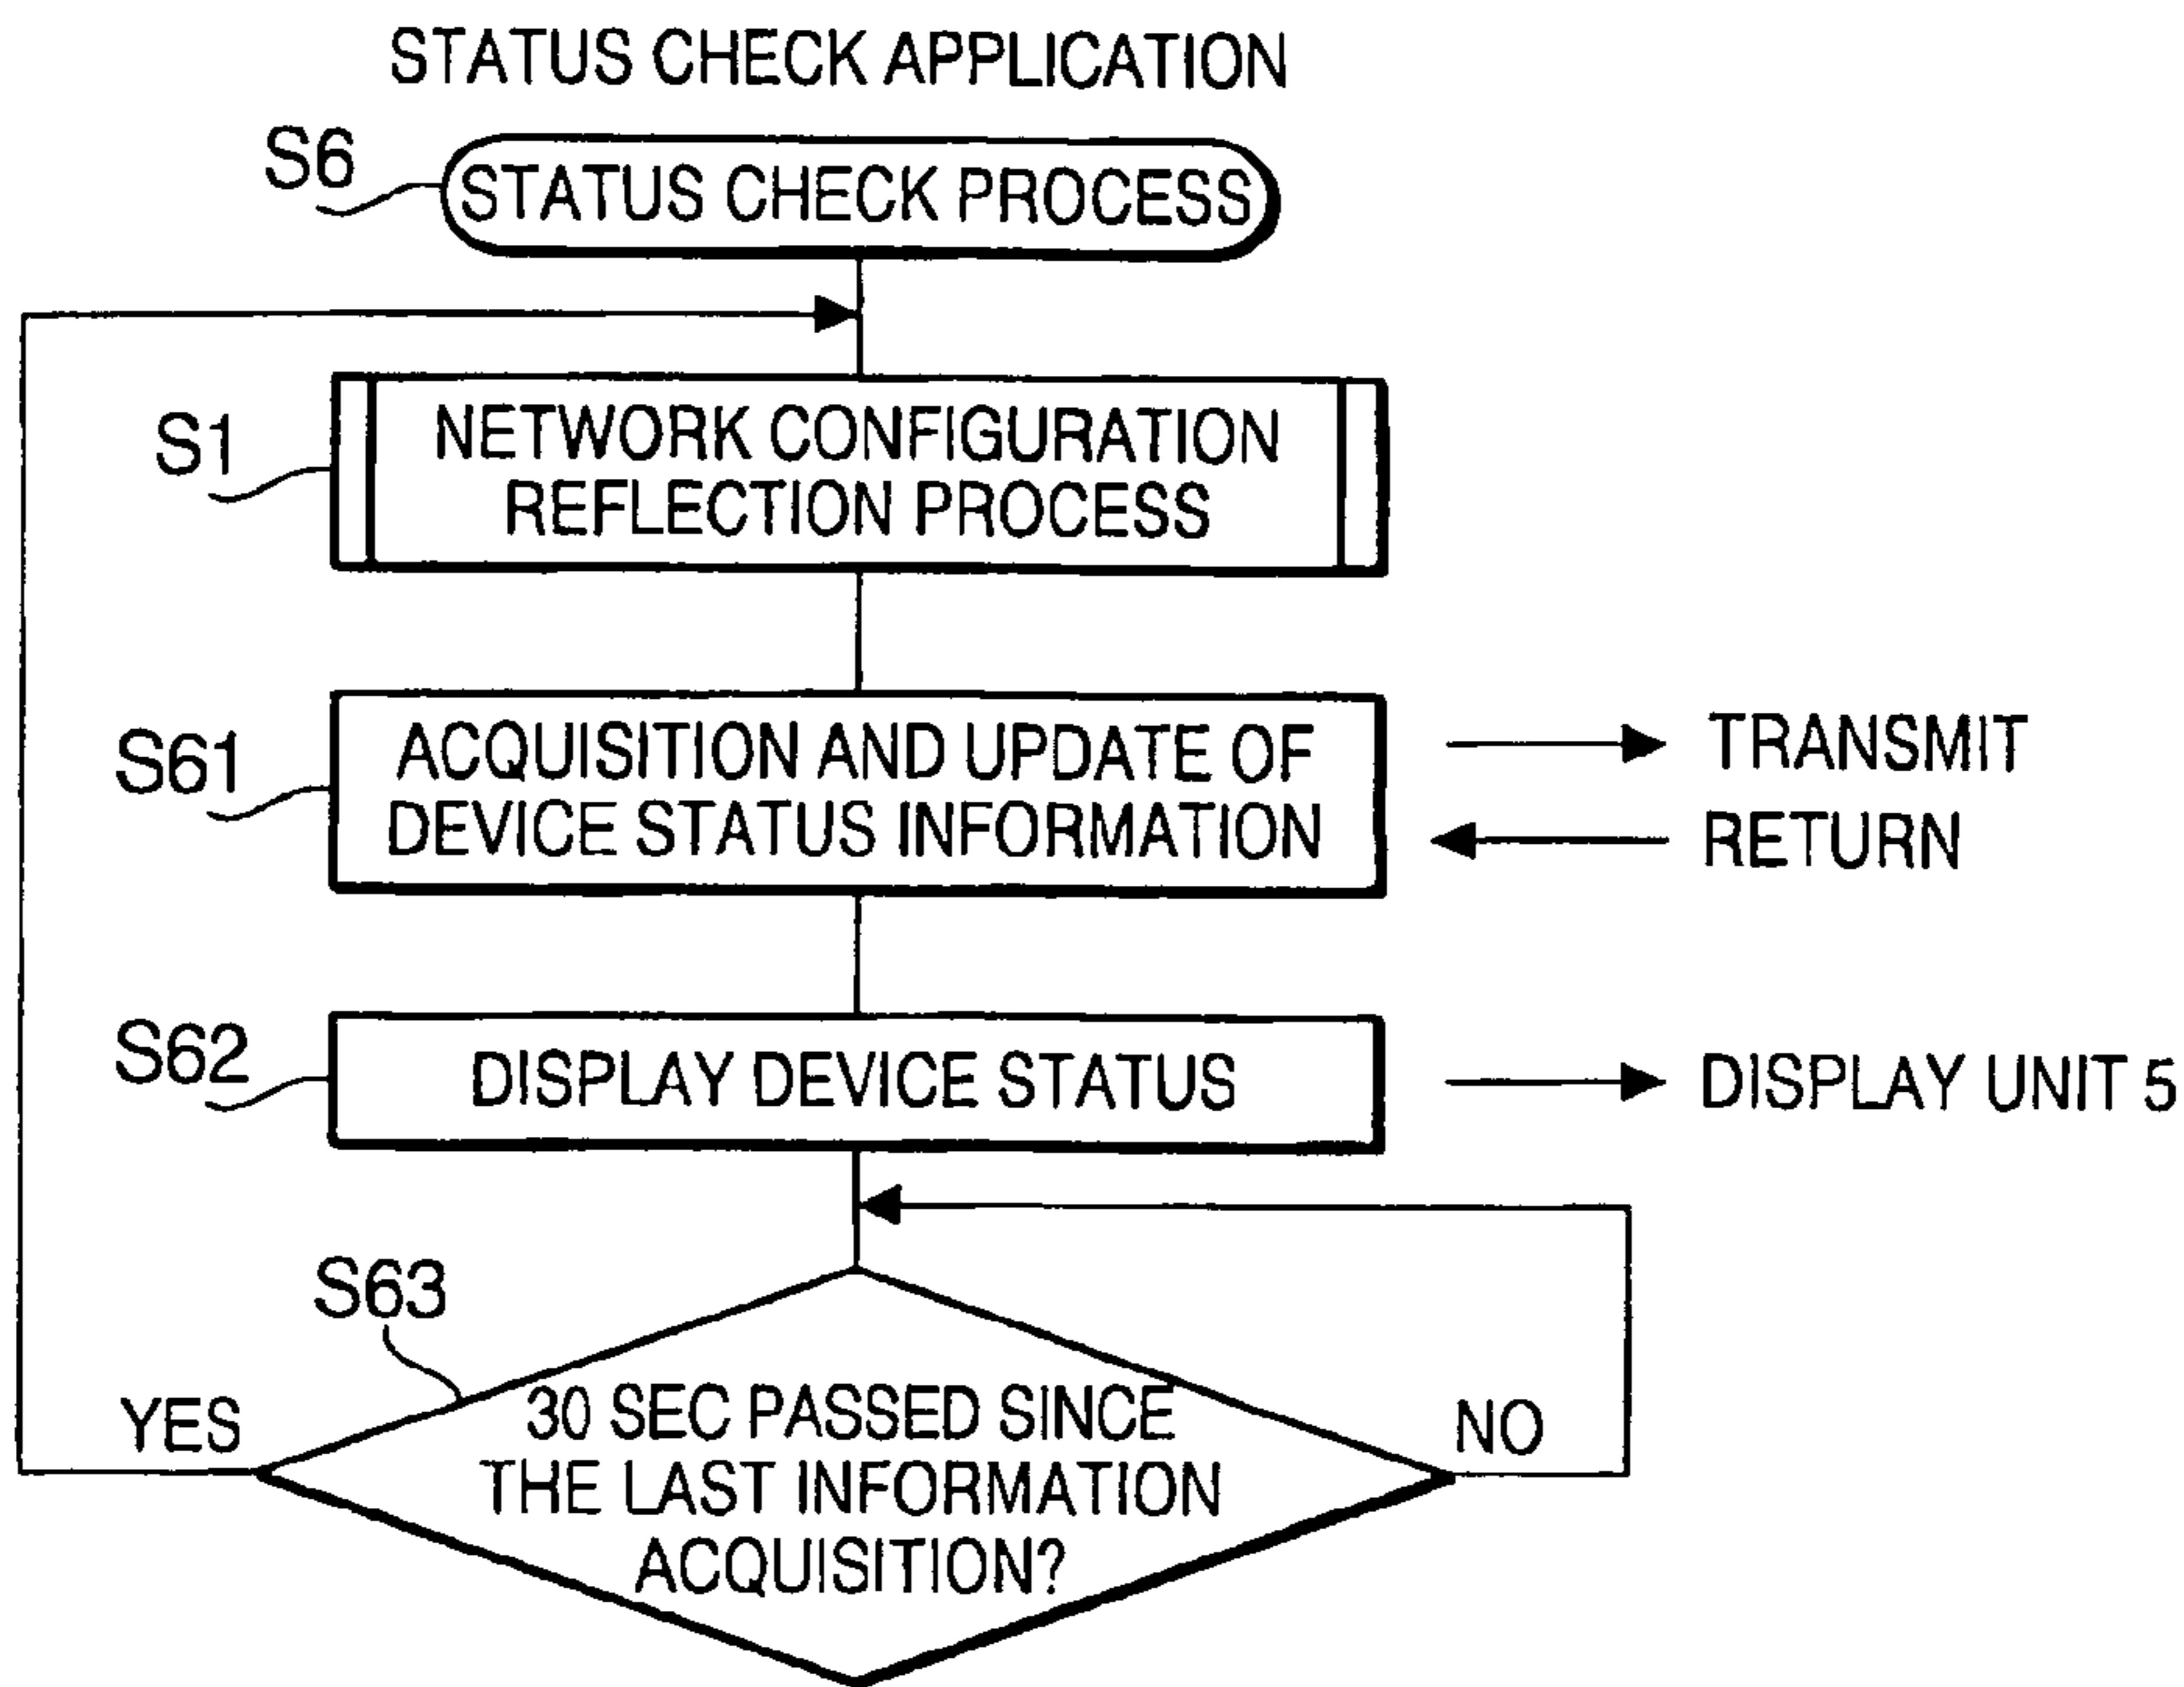 STATUS CHECK APPLICATION
S6
STATUS CHECK PROCESS
S1
NETWORK CONFIGURATION
REFLECTION PROCESS
S61
ACQUISITION AND UPDATE OF
DEVICE STATUS INFORMATION
TRANSMIT
RETURN
S62
DISPLAY DEVICE STATUS
DISPLAY UNIT 5
S63
30 SEC PASSED SINCE
THE LAST INFORMATION
ACQUISITION?
YES
NO